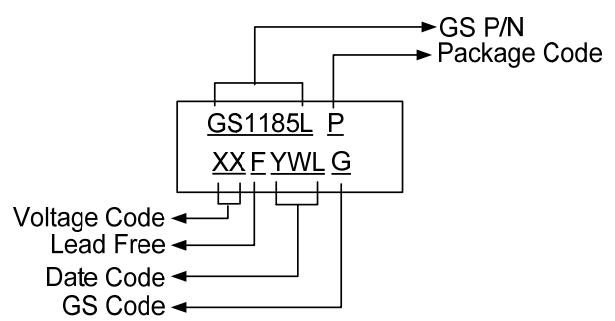 GS P/N
Package Code
GS1185L P
XX F YWL G
Voltage Code
Lead Free
Date Code
GS Code